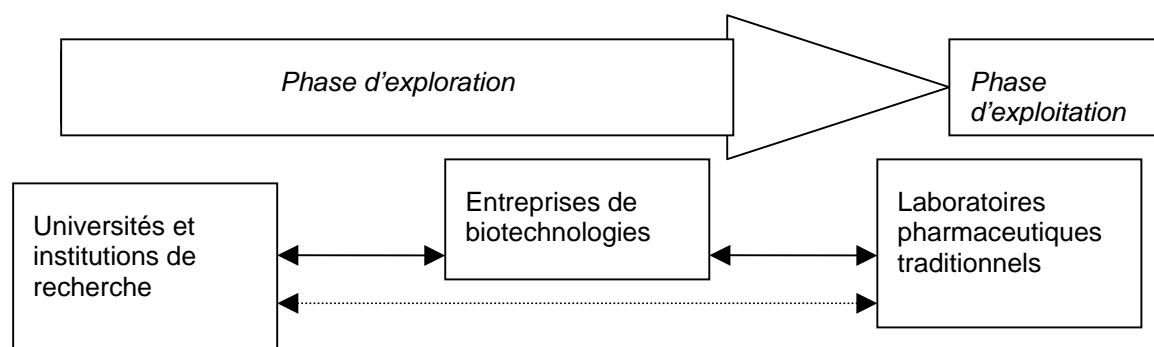 Phase d'exploration
Phase
d'exploitation
Universités et
institutions de
recherche
Entreprises de
biotechnologies
Laboratoires
pharmaceutiques
traditionnels